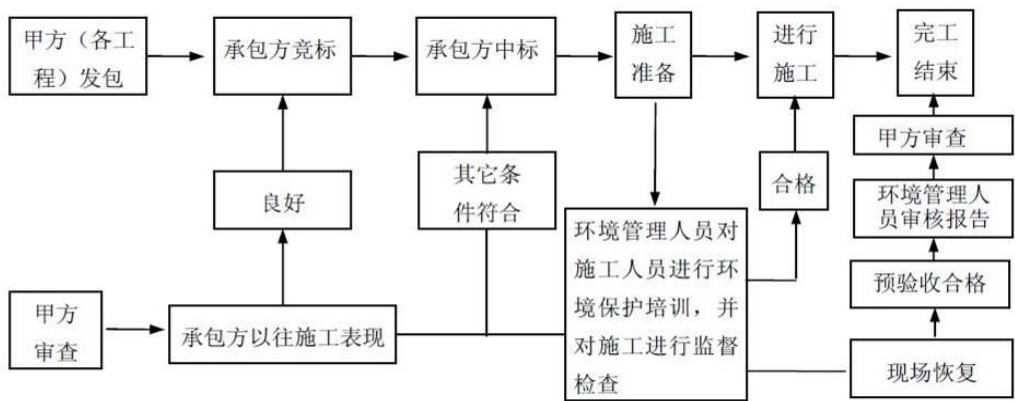 甲方（各工
程）发包
承包方竞标
承包方中标
施工
准备
进行
施工
完工
结束
甲方审查
良好
其它条
件符合
合格
环境管理人
员审核报告
环境管理人员对
施工人员进行环
境保护培训，并
对施工进行监督
检查
预验收合格
甲方
审查
承包方以往施工表现
现场恢复